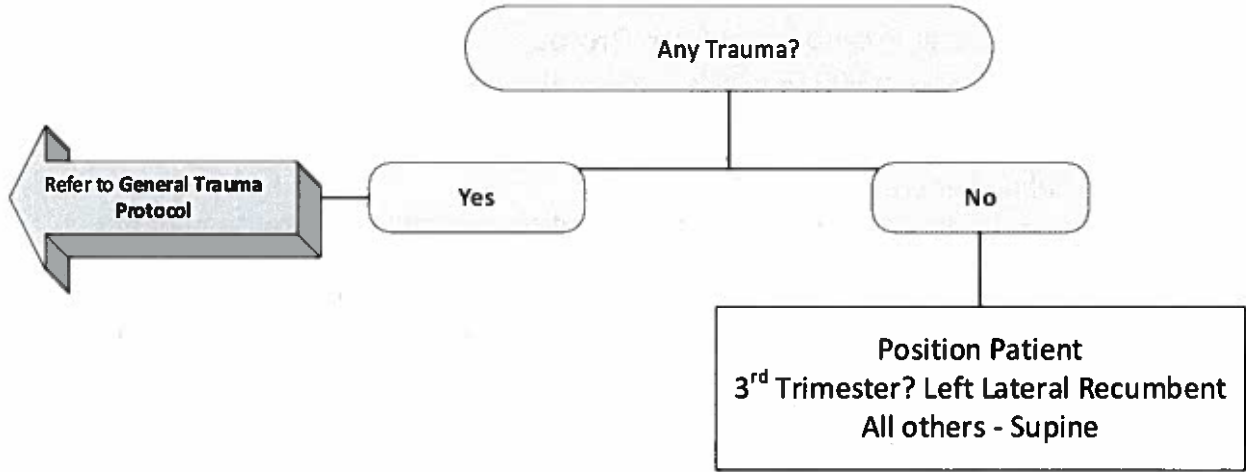 Any Trauma?
Refer to General Trauma
Protocol
Yes
No
Position Patient
3rd Trimester? Left Lateral Recumbent
All others - Supine